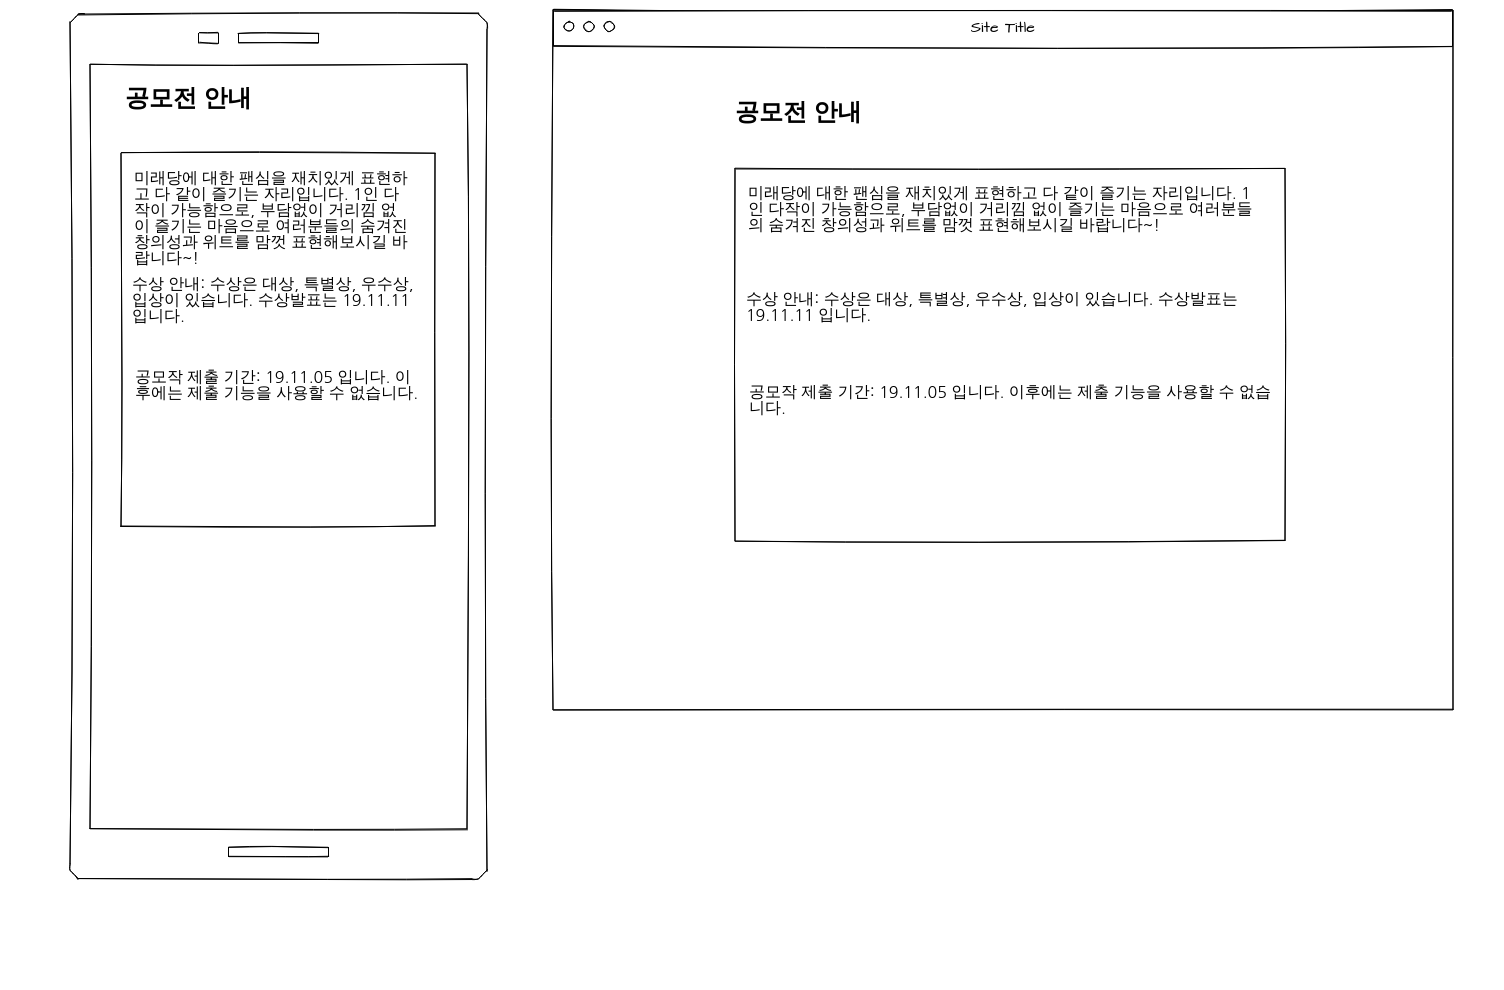 공모전 안내
미래당에 대한 팬심을 재치있게 표현하
고 다 같이 즐기는 자리입니다. 1인 다
작이 가능함으로, 부담없이 거리낌 없
이 즐기는 마음으로 여러분들의 숨겨진
창의성과 위트를 맘껏 표현해보시길 바
랍니다~!
수상 안내: 수상은 대상, 특별상, 우수상,
입상이 있습니다. 수상발표는 19.11.11
입니다.
공모작 제출 기간: 19.11.05 입니다. 이
후에는 제출 기능을 사용할 수 없습니다.
Site Title
공모전 안내
미래당에 대한 팬심을 재치있게 표현하고 다 같이 즐기는 자리입니다. 1
인 다작이 가능함으로, 부담없이 거리낌 없이 즐기는 마음으로 여러분들
의 숨겨진 창의성과 위트를 맘껏 표현해보시길 바랍니다~!
수상 안내: 수상은 대상, 특별상, 우수상, 입상이 있습니다. 수상발표는
19.11.11 입니다.
공모작 제출 기간: 19.11.05 입니다. 이후에는 제출 기능을 사용할 수 없습
니다.